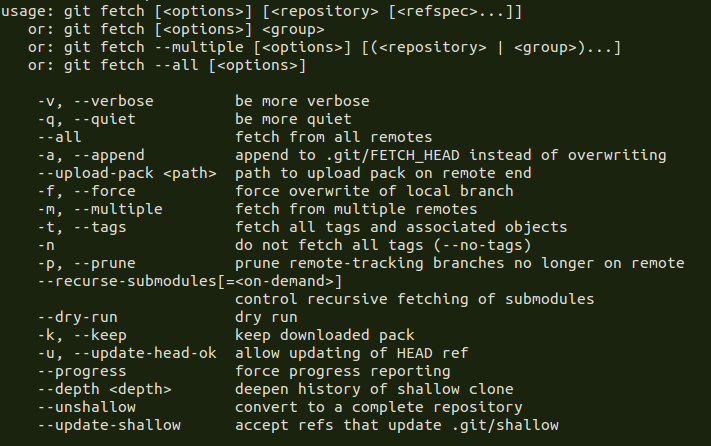 usage: git fetch [<options>] [<repository> [<refspec>...]]
   or: git fetch [<options>] <group>
   or: git fetch --multiple [<options>] [(<repository> | <group>)...]
   or: git fetch --all [<options>]

    -v, --verbose         be more verbose
    -q, --quiet           be more quiet
    --all                 fetch from all remotes
    -a, --append          append to .git/FETCH_HEAD instead of overwriting
    --upload-pack <path>  path to upload pack on remote end
    -f, --force           force overwrite of local branch
    -m, --multiple        fetch from multiple remotes
    -t, --tags            fetch all tags and associated objects
    -n                    do not fetch all tags (--no-tags)
    -p, --prune           prune remote-tracking branches no longer on remote
    --recurse-submodules[=<on-demand>]
                          control recursive fetching of submodules
    --dry-run             dry run
    -k, --keep            keep downloaded pack
    -u, --update-head-ok  allow updating of HEAD ref
    --progress            force progress reporting
    --depth <depth>       deepen history of shallow clone
    --unshallow           convert to a complete repository
    --update-shallow      accept refs that update .git/shallow